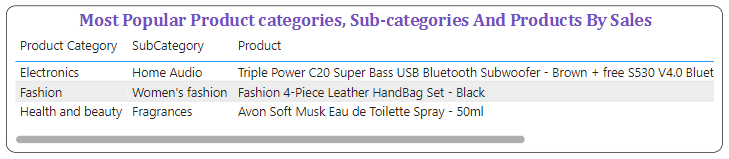 Most Popular Product categories, Sub-categories And Products By Sales
Product Category SubCategory Product
Electronics Home Audio Triple Power C20 Super Bass USB Bluetooth Subwoofer - Brown + free S530 V4.0 Bluet
Fashion Women's fashion Fashion 4-Piece Leather HandBag Set - Black
Health and beauty Fragrances Avon Soft Musk Eau de Toilette Spray - 50ml